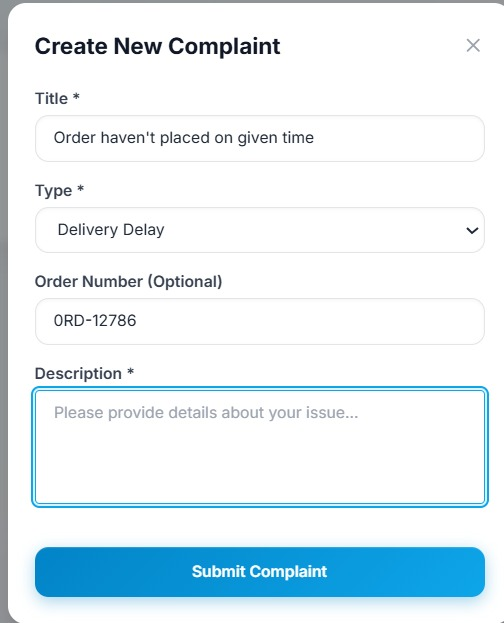 Create New Complaint
Title *
Order haven't placed on given time
Type *
Delivery Delay
Order Number (Optional)
0RD-12786
Description *
Please provide details about your issue...
Submit Complaint